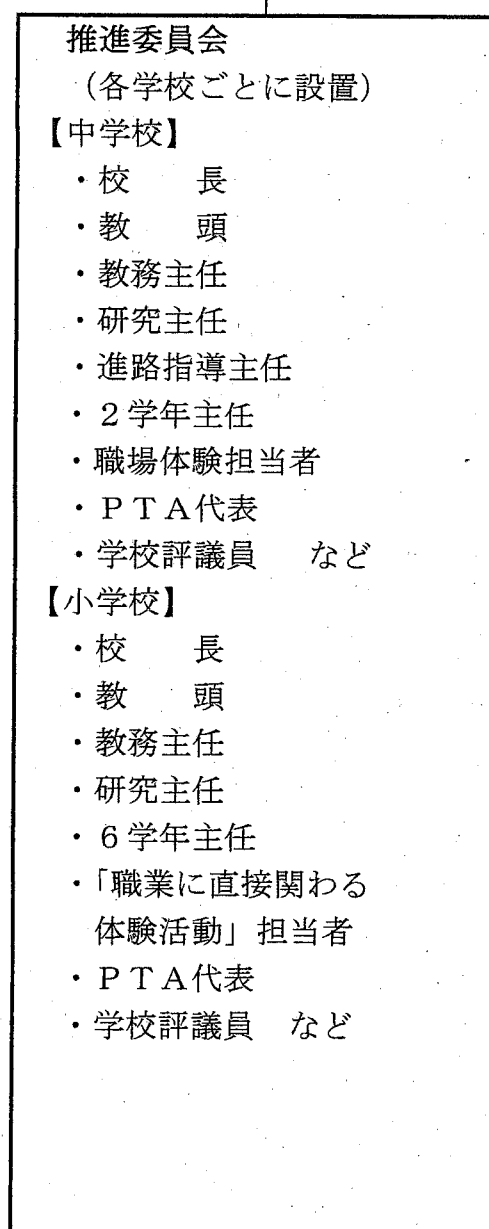 推進委員会
（各学校ごとに設置）
【中学校】
・校　　長
・教　　頭
・教務主任
・研究主任
・進路指導主任
・２学年主任
・職場体験担当者
・ＰＴＡ代表
・学校評議員　など
【小学校】
・校　　長
・教　　頭
・教務主任
・研究主任
・６学年主任
・「職業に直接関わる
体験活動」担当者
・ＰＴＡ代表
・学校評議員　など